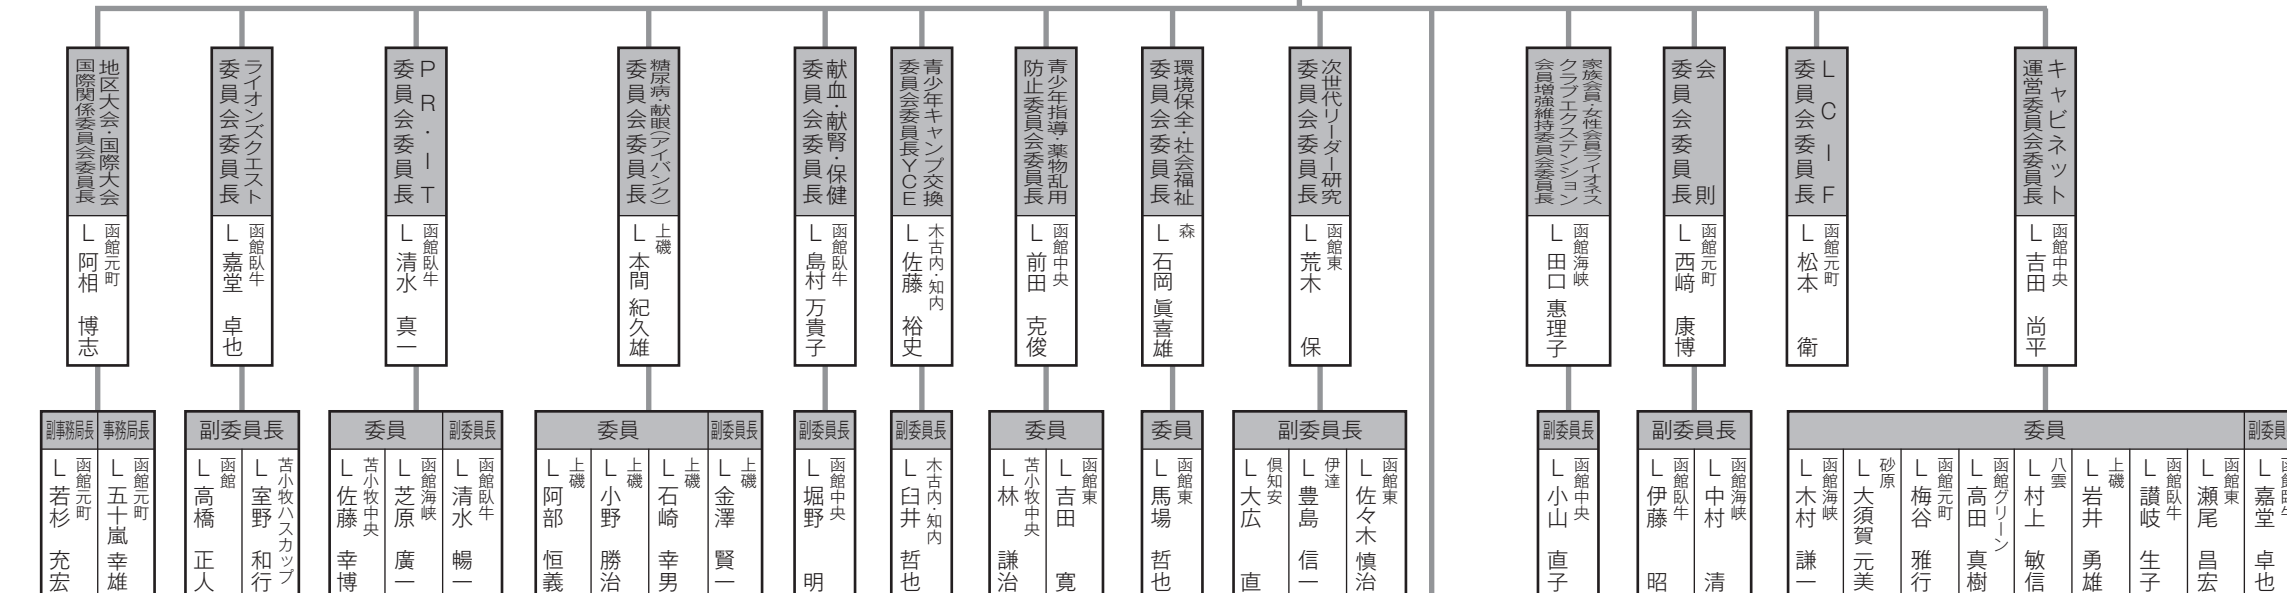 キャビネット
運営委員会委員長
函館中央
L 吉田 尚平
LCIF
委員会委員長
函館元町
L 松本 衛
会則
委員会委員長
函館元町
L 西﨑 康博
家族会員・女性会員ライオネス
クラブエクステンション
会員増強維持委員会委員長
函館海峡
L 田口 惠理子
次世代リーダー研究
委員会委員長
函館東
L 荒木 保
環境保全・社会福祉
委員会委員長
森
L 石岡 眞喜雄
青少年指導・薬物乱用
防止委員会委員長
函館中央
L 前田 克俊
青少年キャンプ交換
委員会委員長YCE
木古内・知内
L 佐藤 裕史
献血・献腎・保健
委員会委員長
函館臥牛
L 島村 万貴子
糖尿病・献眼(アイバンク)
委員会委員長
上磯
L 本間 紀久雄
PR・IT
委員会委員長
函館臥牛
L 清水 真一
ライオンズクエスト
委員会委員長
函館臥牛
L 嘉堂 卓也
地区大会・国際大会
国際関係委員会委員長
函館元町
L 阿相 博志
副委員
函館臥牛
L 嘉堂 卓也
委員
函館東
L 瀬尾 昌宏
函館臥牛
L 讃岐 生子
上磯
L 岩井 勇雄
八雲
L 村上 敏信
函館グリーン
L 高田 真樹
函館元町
L 梅谷 雅行
砂原
L 大須賀 元美
函館海峡
L 木村 謙一
副委員長
函館海峡
L 中村 清
函館臥牛
L 伊藤 昭
副委員長
函館中央
L 小山 直子
副委員長
函館東
L 佐々木 慎治
伊達
L 豊島 信一
倶知安
L 大広 直
委員
函館東
L 馬場 哲也
委員
函館東
L 吉田 寛
苫小牧中央
L 林 謙治
副委員長
木古内・知内
L 臼井 哲也
副委員長
函館中央
L 堀野 明
副委員長
上磯
L 金澤 賢一
委員
上磯
L 石崎 幸男
上磯
L 小野 勝治
上磯
L 阿部 恒義
副委員長
函館臥牛
L 清水 暢一
委員
函館海峡
L 芝原 廣一
苫小牧中央
L 佐藤 幸博
副委員長
苫小牧ハスカップ
L 室野 和行
函館
L 高橋 正人
事務局長
函館元町
L 五十嵐 幸雄
副事務局長
函館元町
L 若杉 充宏